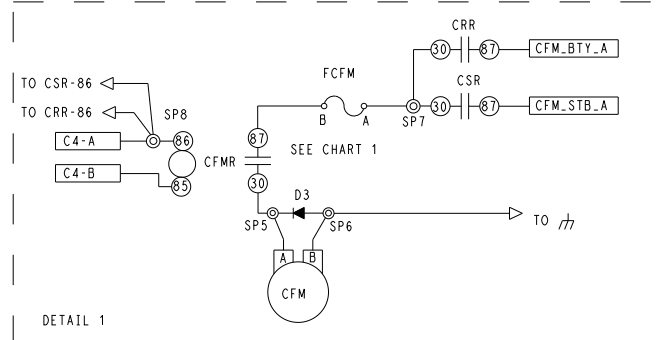 CRR
30 87 CFM_BTY_A
FCFM
CSR
B A
SP7
30 87 CFM_STB_A
TO CSR-86
TO CRR-86
SP8
C4-A
86
C4-B
85
CFMR
87
SEE CHART 1
30
D3
SP5
SP6
TO
A B
CFM
DETAIL 1